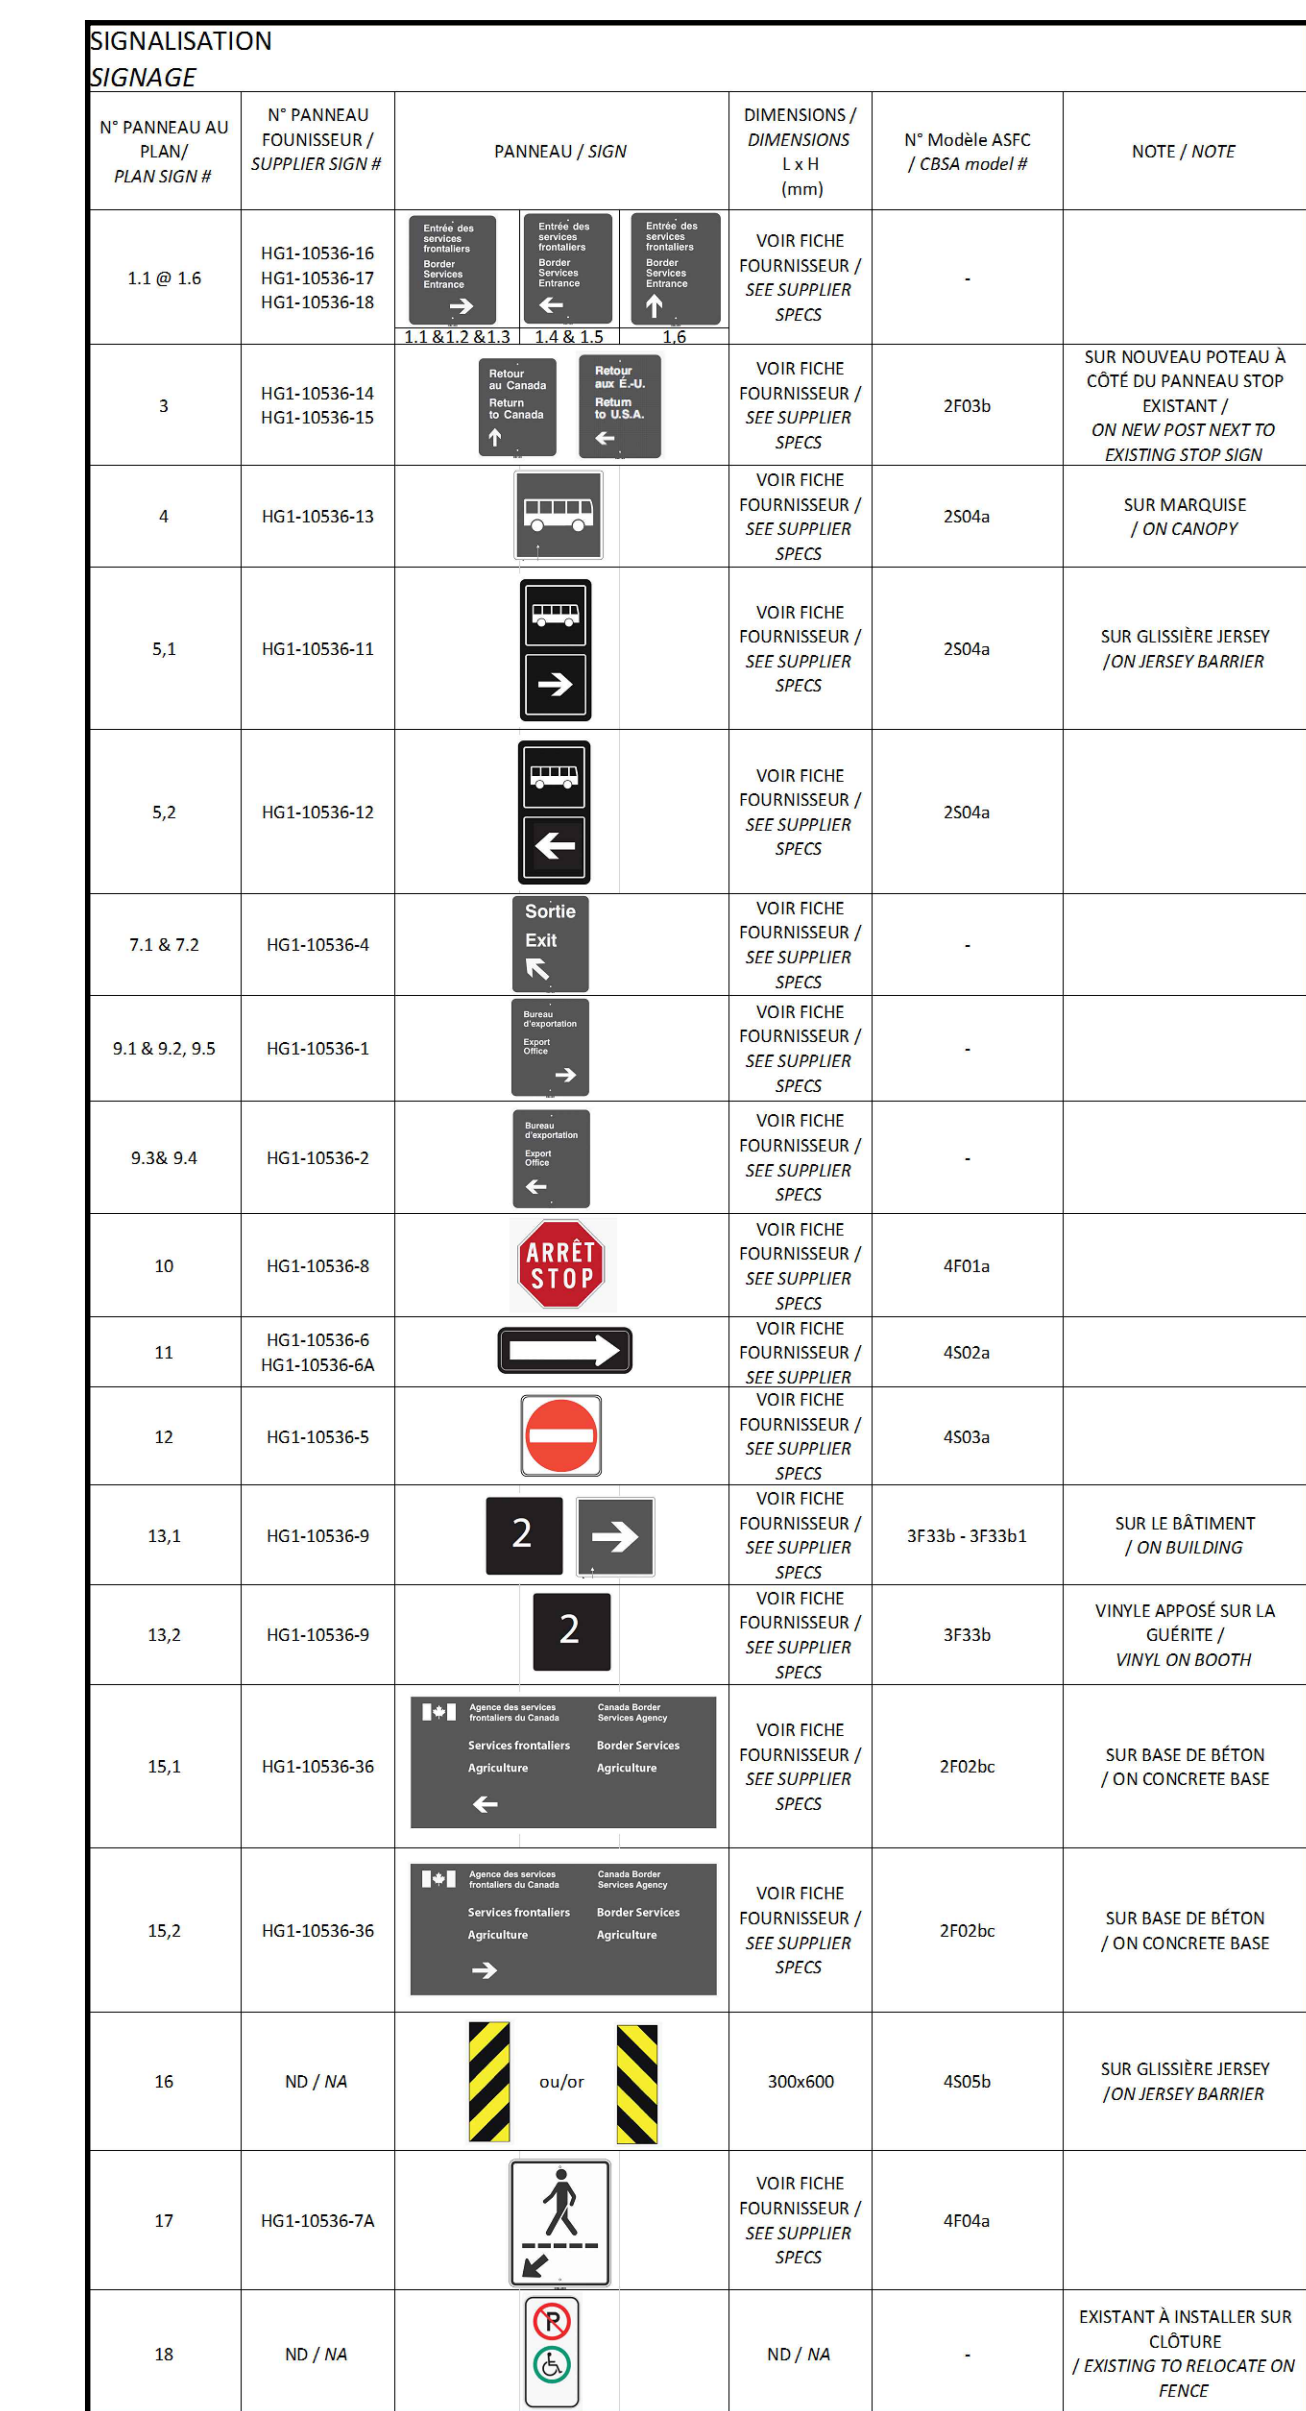 SIGNALISATION
SIGNAGE
N° PANNEAU AU
PLAN/
PLAN SIGN #
N° PANNEAU
FOUNISSEUR /
SUPPLIER SIGN #
PANNEAU / SIGN
DIMENSIONS /
DIMENSIONS
L x H
(mm)
N° Modèle ASFC
/ CBSA model #
NOTE / NOTE
1.1 @ 1.6
HG1-10536-16
HG1-10536-17
HG1-10536-18
Entrée des
services
frontaliers
Border
Services
Entrance
1.1 &1.2 &1.3
Entrée des
services
frontaliers
Border
Services
Entrance
1.4 & 1.5
Entrée des
services
frontaliers
Border
Services
Entrance
1,6
VOIR FICHE
FOURNISSEUR /
SEE SUPPLIER
SPECS
-
3
HG1-10536-14
HG1-10536-15
Retour
au Canada
Return
to Canada
Retour
aux É.-U.
Return
to U.S.A.
VOIR FICHE
FOURNISSEUR /
SEE SUPPLIER
SPECS
2F03b
SUR NOUVEAU POTEAU À
CÔTÉ DU PANNEAU STOP
EXISTANT /
ON NEW POST NEXT TO
EXISTING STOP SIGN
4
HG1-10536-13
VOIR FICHE
FOURNISSEUR /
SEE SUPPLIER
SPECS
2S04a
SUR MARQUISE
/ ON CANOPY
5,1
HG1-10536-11
VOIR FICHE
FOURNISSEUR /
SEE SUPPLIER
SPECS
2S04a
SUR GLISSIÈRE JERSEY
/ON JERSEY BARRIER
5,2
HG1-10536-12
VOIR FICHE
FOURNISSEUR /
SEE SUPPLIER
SPECS
2S04a
7.1 & 7.2
HG1-10536-4
Sortie
Exit
VOIR FICHE
FOURNISSEUR /
SEE SUPPLIER
SPECS
-
9.1 & 9.2, 9.5
HG1-10536-1
Bureau
d'exportation
Export
Office
VOIR FICHE
FOURNISSEUR /
SEE SUPPLIER
SPECS
-
9.3& 9.4
HG1-10536-2
Bureau
d'exportation
Export
Office
VOIR FICHE
FOURNISSEUR /
SEE SUPPLIER
SPECS
-
10
HG1-10536-8
ARRÊT
STOP
VOIR FICHE
FOURNISSEUR /
SEE SUPPLIER
SPECS
4F01a
11
HG1-10536-6
HG1-10536-6A
VOIR FICHE
FOURNISSEUR /
SEE SUPPLIER
4S02a
12
HG1-10536-5
VOIR FICHE
FOURNISSEUR /
SEE SUPPLIER
SPECS
4S03a
13,1
HG1-10536-9
2
VOIR FICHE
FOURNISSEUR /
SEE SUPPLIER
SPECS
3F33b - 3F33b1
SUR LE BÂTIMENT
/ ON BUILDING
13,2
HG1-10536-9
2
VOIR FICHE
FOURNISSEUR /
SEE SUPPLIER
SPECS
3F33b
VINYLE APPOSÉ SUR LA
GUÉRITE /
VINYL ON BOOTH
15,1
HG1-10536-36
Agence des services
frontaliers du Canada
Canada Border
Services Agency
Services frontaliers
Border Services
Agriculture
Agriculture
VOIR FICHE
FOURNISSEUR /
SEE SUPPLIER
SPECS
2F02bc
SUR BASE DE BÉTON
/ ON CONCRETE BASE
15,2
HG1-10536-36
Agence des services
frontaliers du Canada
Canada Border
Services Agency
Services frontaliers
Border Services
Agriculture
Agriculture
VOIR FICHE
FOURNISSEUR /
SEE SUPPLIER
SPECS
2F02bc
SUR BASE DE BÉTON
/ ON CONCRETE BASE
16
ND / NA
ou/or
300x600
4S05b
SUR GLISSIÈRE JERSEY
/ON JERSEY BARRIER
17
HG1-10536-7A
VOIR FICHE
FOURNISSEUR /
SEE SUPPLIER
SPECS
4F04a
18
ND / NA
P
ND / NA
-
EXISTANT À INSTALLER SUR
CLÔTURE
/ EXISTING TO RELOCATE ON
FENCE